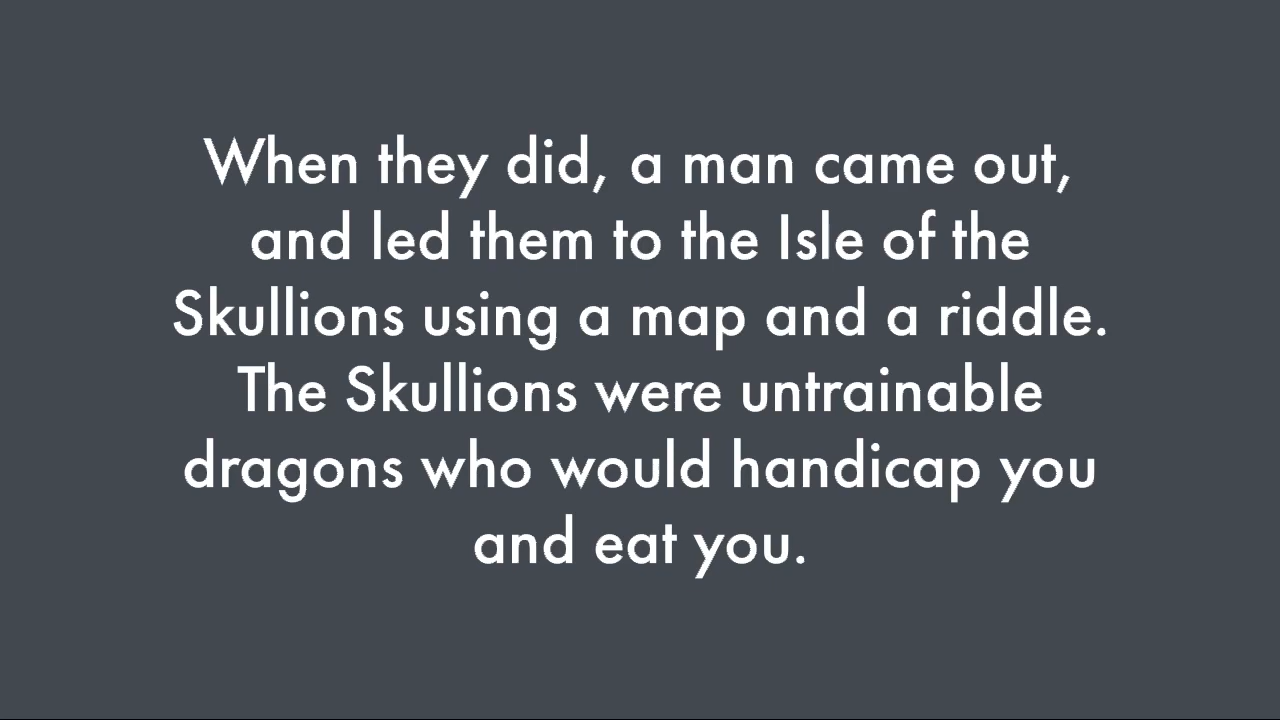 When they did, a man came out,
and led them to the Isle of the
Skullions using a map and a riddle.
The Skullions were untrainable
dragons who would handicap you
and eat you.